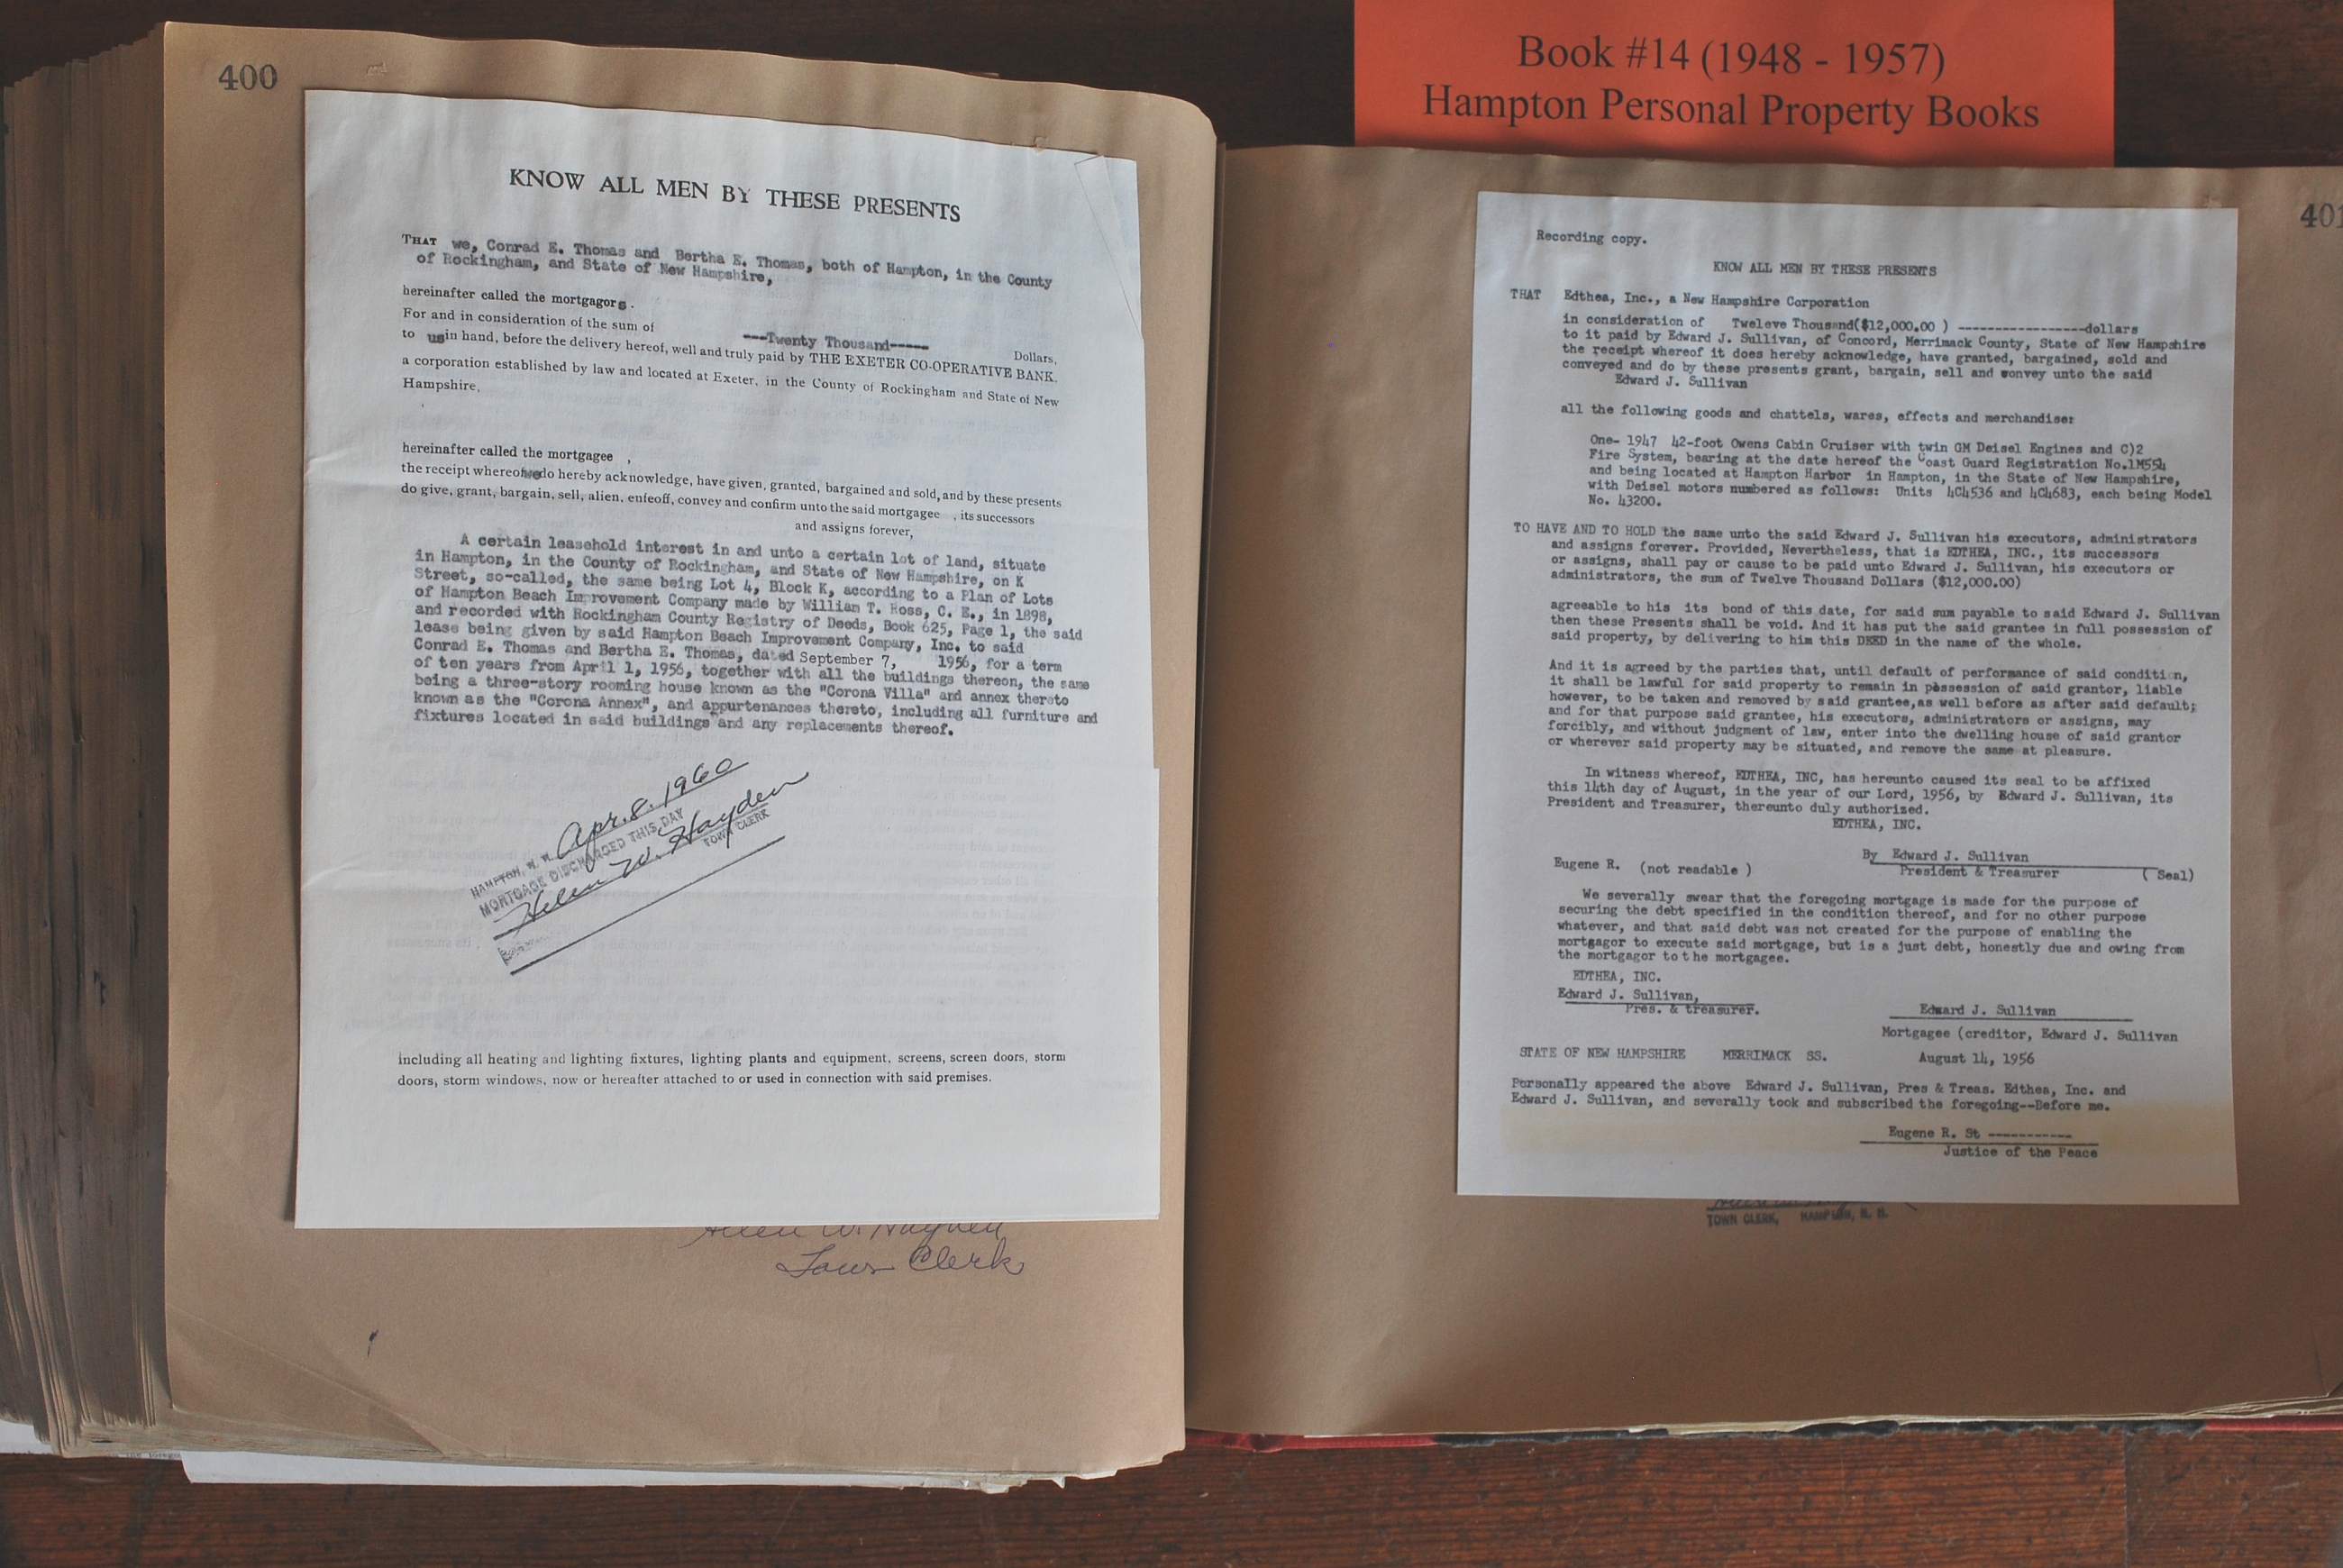 Book #14 (1948 - 1957)
Hampton Personal Property Books
400
KNOW ALL MEN BY THESE PRESENTS
THAT we, Conrad E. Thomas and Bertha E. Thomas, both of Hampton, in the County
of Rockingham, and State of New Hampshire,
hereinafter called the mortgagors.
For and in consideration of the sum of
---Twenty Thousand----- Dollars,
to us in hand, before the delivery hereof, well and truly paid by THE EXETER CO-OPERATIVE BANK,
a corporation established by law and located at Exeter, in the County of Rockingham and State of New
Hampshire,
hereinafter called the mortgagee ,
the receipt whereof we do hereby acknowledge, have given, granted, bargained and sold, and by these presents
do give, grant, bargain, sell, alien, enfeoff, convey and confirm unto the said mortgagee , its successors
and assigns forever,
A certain leasehold interest in and unto a certain lot of land, situate
in Hampton, in the County of Rockingham, and State of New Hampshire, on K
Street, so-called, the same being Lot 4, Block K, according to a Plan of Lots
of Hampton Beach Improvement Company made by William T. Ross, C. E., in 1898,
and recorded with Rockingham County Registry of Deeds, Book 625, Page 1, the said
lease being given by said Hampton Beach Improvement Company, Inc. to said
Conrad E. Thomas and Bertha E. Thomas, dated September 7, 1956, for a term
of ten years from April 1, 1956, together with all the buildings thereon, the same
being a three-story rooming house known as the "Corona Villa" and annex thereto
known as the "Corona Annex", and appurtenances thereto, including all furniture and
fixtures located in said buildings and any replacements thereof.
HAMPTON, N. H. Apr. 8, 1960
MORTGAGE DISCHARGED THIS DAY
Helen W. Hayden
TOWN CLERK
including all heating and lighting fixtures, lighting plants and equipment, screens, screen doors, storm
doors, storm windows, now or hereafter attached to or used in connection with said premises.
Helen W. Hayden
Town Clerk
401
Recording copy.
KNOW ALL MEN BY THESE PRESENTS
THAT Edthea, Inc., a New Hampshire Corporation
in consideration of Tweleve Thousand($12,000.00 ) -----------------dollars
to it paid by Edward J. Sullivan, of Concord, Merrimack County, State of New Hampshire
the receipt whereof it does hereby acknowledge, have granted, bargained, sold and
conveyed and do by these presents grant, bargain, sell and convey unto the said
Edward J. Sullivan
all the following goods and chattels, wares, effects and merchandise:
One- 1947 42-foot Owens Cabin Cruiser with twin GM Deisel Engines and C)2
Fire System, bearing at the date hereof the Coast Guard Registration No.1M554
and being located at Hampton Harbor in Hampton, in the State of New Hampshire,
with Deisel motors numbered as follows: Units 4C4536 and 4C4683, each being Model
No. 43200.
TO HAVE AND TO HOLD the same unto the said Edward J. Sullivan his executors, administrators
and assigns forever. Provided, Nevertheless, that is EDTHEA, INC., its successors
or assigns, shall pay or cause to be paid unto Edward J. Sullivan, his executors or
administrators, the sum of Twelve Thousand Dollars ($12,000.00)
agreeable to his its bond of this date, for said sum payable to said Edward J. Sullivan
then these Presents shall be void. And it has put the said grantee in full possession of
said property, by delivering to him this DEED in the name of the whole.
And it is agreed by the parties that, until default of performance of said condition,
it shall be lawful for said property to remain in possession of said grantor, liable
however, to be taken and removed by said grantee,as well before as after said default;
and for that purpose said grantee, his executors, administrators or assigns, may
forcibly, and without judgment of law, enter into the dwelling house of said grantor
or wherever said property may be situated, and remove the same at pleasure.
In witness whereof, EDTHEA, INC, has hereunto caused its seal to be affixed
this 14th day of August, in the year of our Lord, 1956, by Edward J. Sullivan, its
President and Treasurer, thereunto duly authorized.
EDTHEA, INC.
By Edward J. Sullivan
Eugene R. (not readable ) President & Treasurer ( Seal)
We severally swear that the foregoing mortgage is made for the purpose of
securing the debt specified in the condition thereof, and for no other purpose
whatever, and that said debt was not created for the purpose of enabling the
mortgagor to execute said mortgage, but is a just debt, honestly due and owing from
the mortgagor to the mortgagee.
EDTHEA, INC.
Edward J. Sullivan, Edward J. Sullivan
Pres. & treasurer.
Mortgagee (creditor, Edward J. Sullivan
STATE OF NEW HAMPSHIRE MERRIMACK SS. August 14, 1956
Personally appeared the above Edward J. Sullivan, Pres & Treas. Edthea, Inc. and
Edward J. Sullivan, and severally took and subscribed the foregoing--Before me.
Eugene R. St -----------
Justice of the Peace
TOWN CLERK, HAMPTON, N. H.